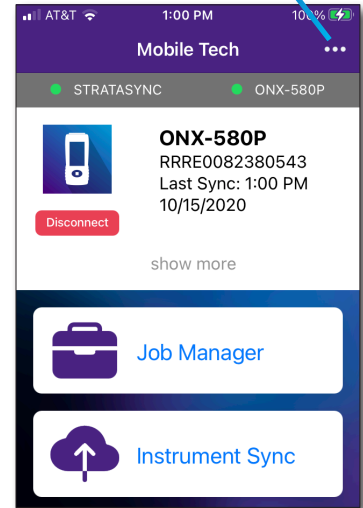 AT&T 1:00 PM 100%
Mobile Tech
STRATASYNC ONX-580P
ONX-580P
RRRE0082380543
Last Sync: 1:00 PM
10/15/2020
Disconnect
show more
Job Manager
Instrument Sync